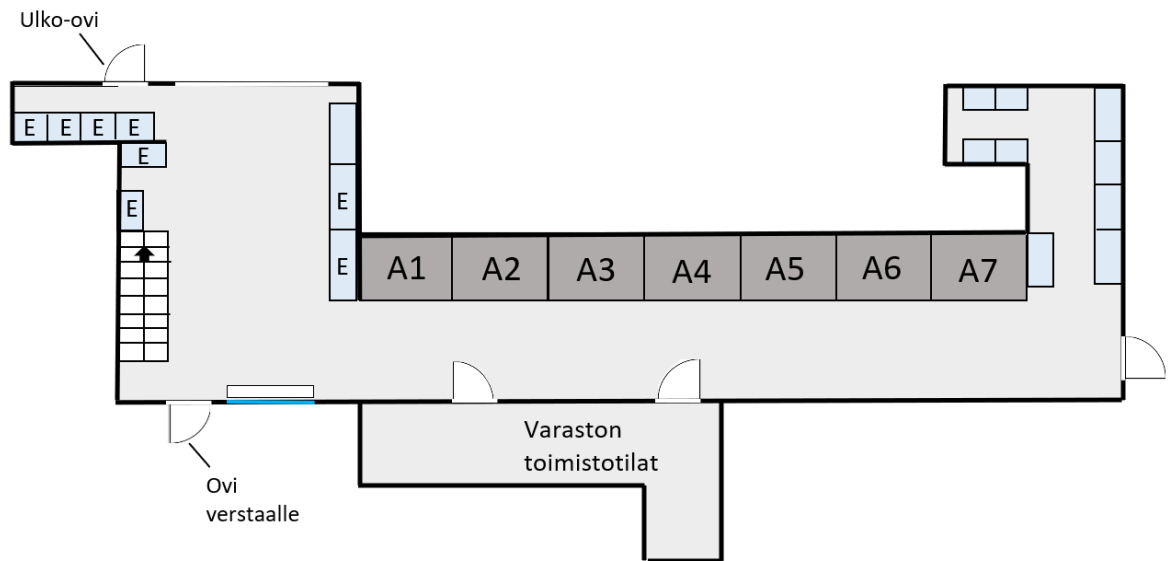 Ulko-ovi
E E E E
E
E
E
E
A1 A2 A3 A4 A5 A6 A7
Varaston
toimistotilat
Ovi
verstaalle